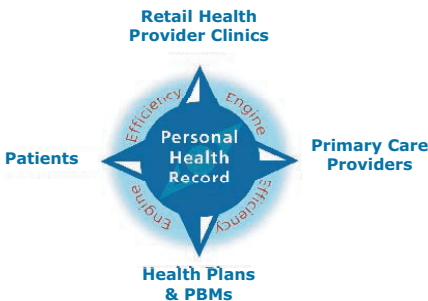 Retail Health
Provider Clinics
Efficiency Engine
Personal
Health
Record
Patients
Primary Care
Providers
Engine Efficiency
Health Plans
& PBMs